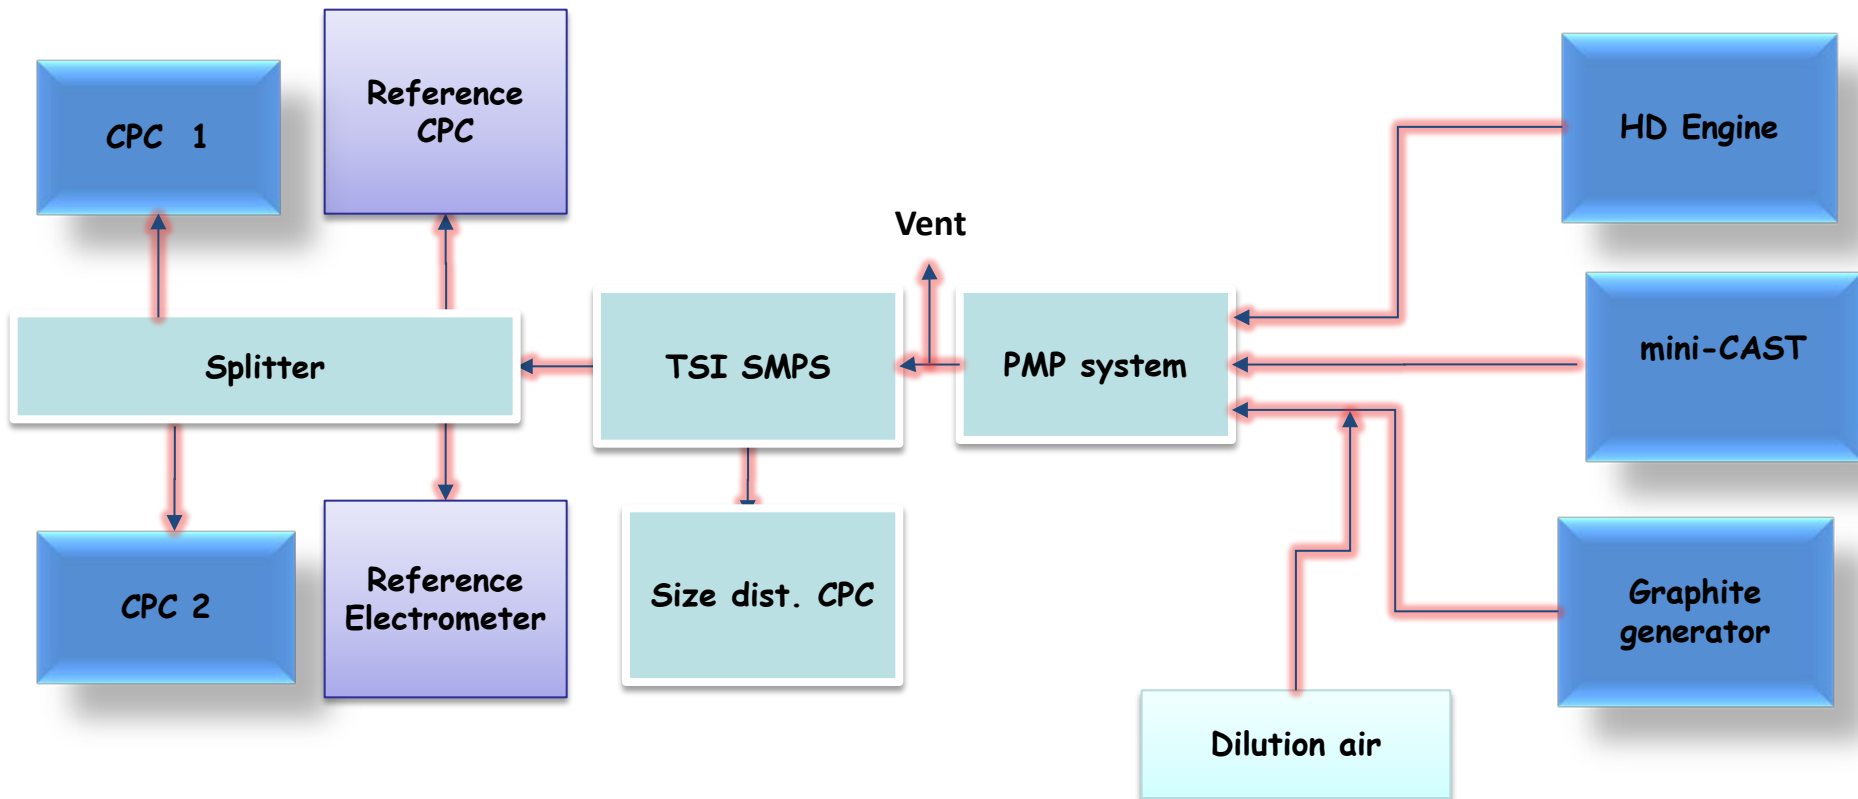 CPC 1
Reference
CPC
HD Engine
Vent
mini-CAST
Splitter
TSI SMPS
PMP system
CPC 2
Reference
Electrometer
Size dist. CPC
Graphite
generator
Dilution air